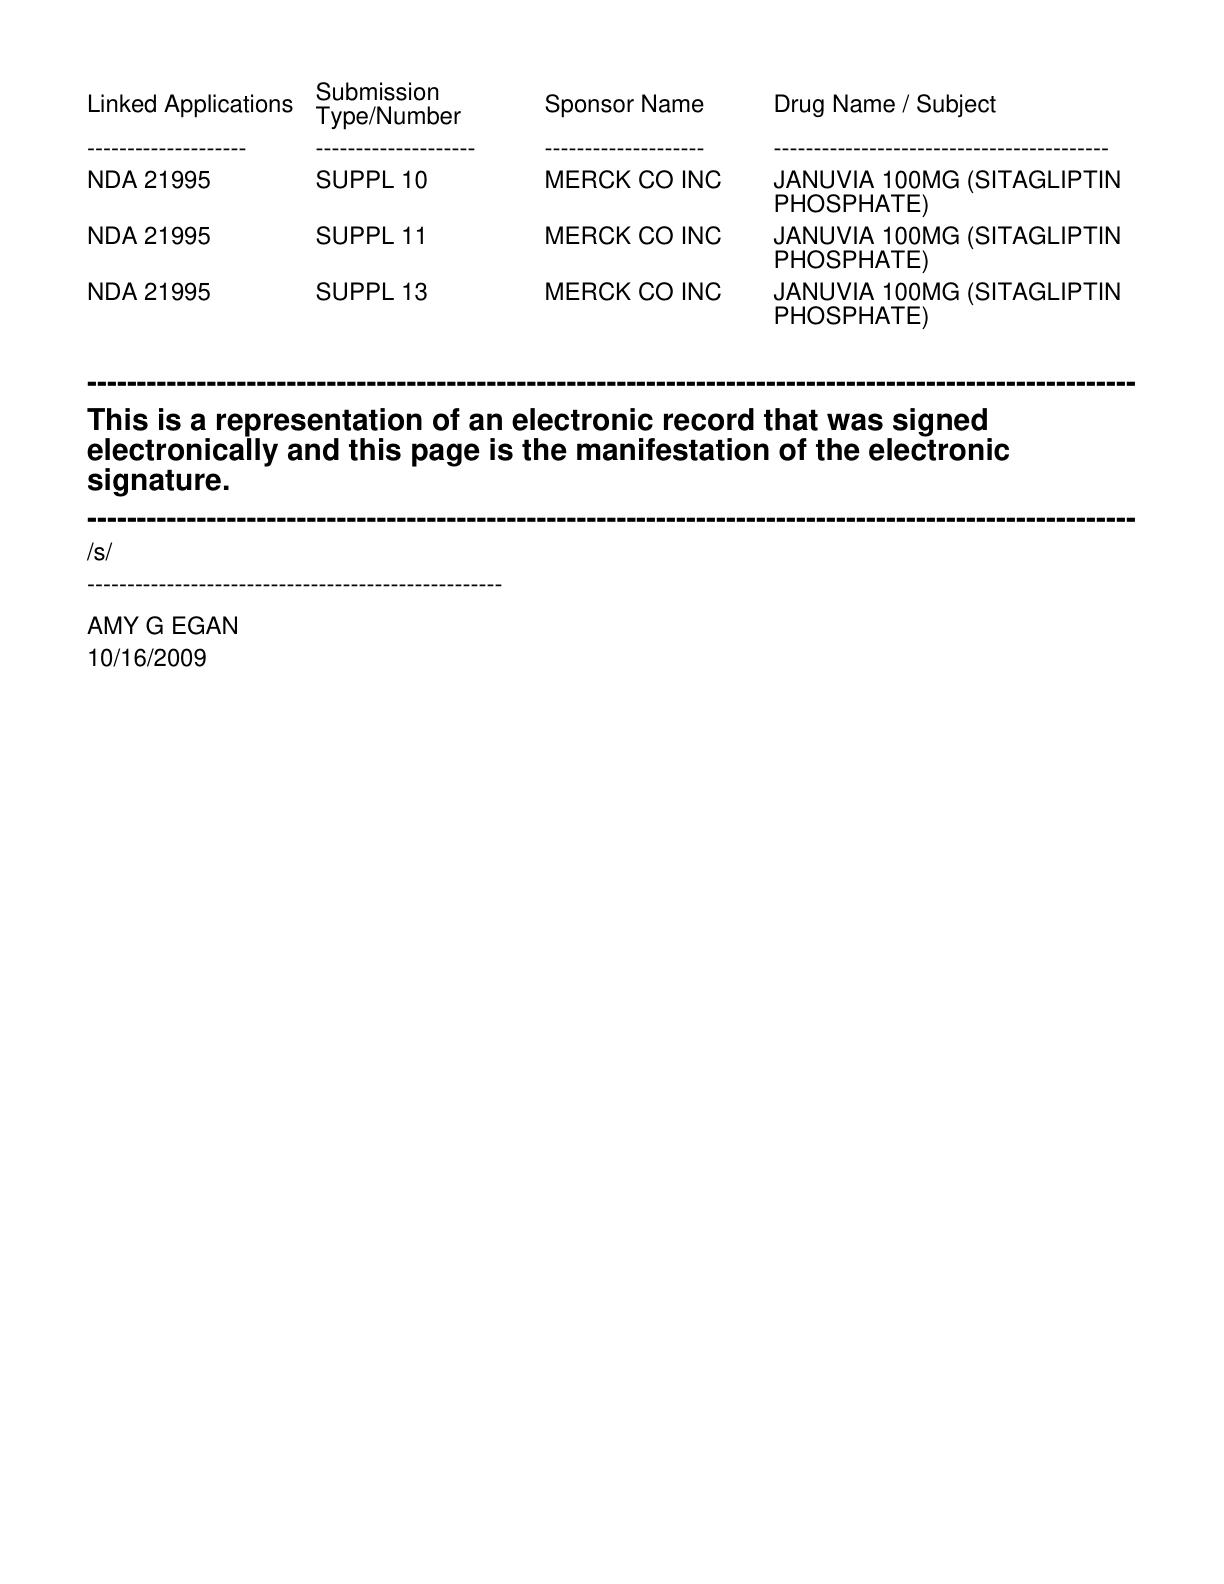 Linked Applications Submission Type/Number Sponsor Name Drug Name / Subject
-------------------- -------------------- -------------------- ------------------------------------------
NDA 21995 SUPPL 10 MERCK CO INC JANUVIA 100MG (SITAGLIPTIN
PHOSPHATE)
NDA 21995 SUPPL 11 MERCK CO INC JANUVIA 100MG (SITAGLIPTIN
PHOSPHATE)
NDA 21995 SUPPL 13 MERCK CO INC JANUVIA 100MG (SITAGLIPTIN
PHOSPHATE)
---------------------------------------------------------------------------------------------------------
This is a representation of an electronic record that was signed
electronically and this page is the manifestation of the electronic
signature.
---------------------------------------------------------------------------------------------------------
/s/
----------------------------------------------------
AMY G EGAN
10/16/2009